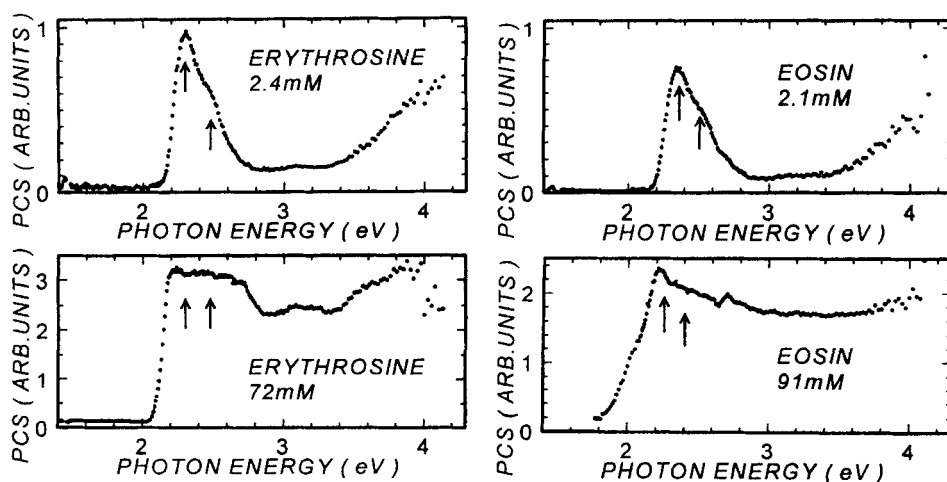 PCS ( ARB.UNITS)
1
0
ERYTHROSINE
2.4mM
2
3
4
PHOTON ENERGY ( eV )
PCS ( ARB.UNITS)
1
0
EOSIN
2.1mM
2
3
4
PHOTON ENERGY ( eV )
PCS ( ARB.UNITS)
3
2
1
0
ERYTHROSINE
72mM
2
3
4
PHOTON ENERGY ( eV )
PCS ( ARB.UNITS)
2
1
0
EOSIN
91mM
2
3
4
PHOTON ENERGY ( eV )